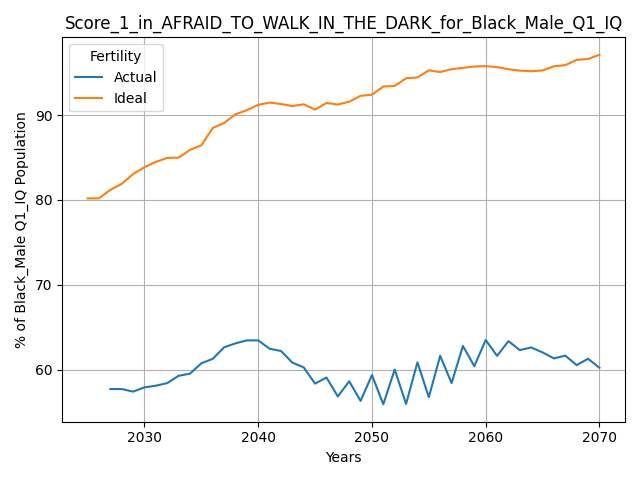 Score_1_in_AFRAID_TO_WALK_IN_THE_DARK_for_Black_Male_Q1_IQ
Fertility
Actual
Ideal
% of Black_Male Q1_IQ Population
90
80
70
60
2030
2040
2050
2060
2070
Years